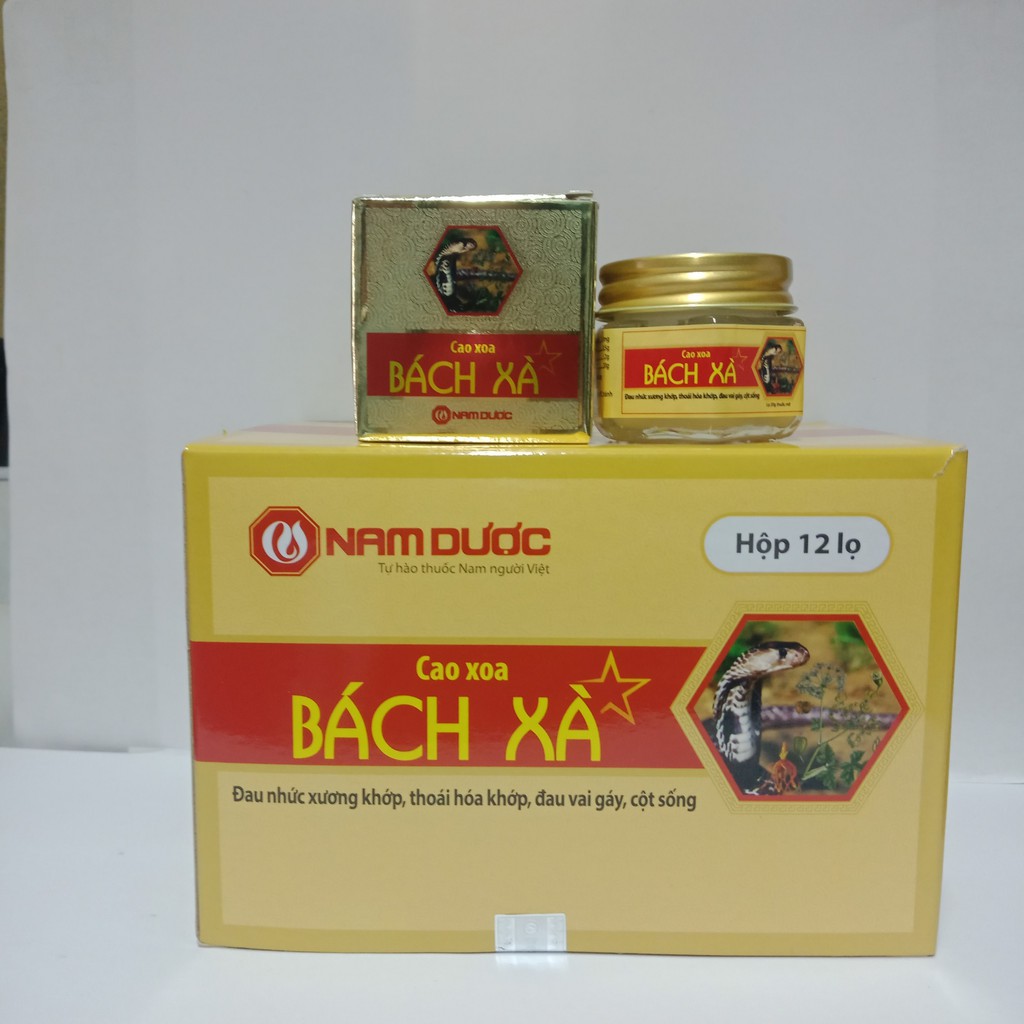 Cao xoa
BÁCH XÀ
NAM DƯỢC
Cao xoa
BÁCH XÀ
Đau nhức xương khớp, thoái hóa khớp, đau vai gáy, cột sống
NAM DƯỢC
Tự hào thuốc Nam người Việt
Hộp 12 lọ
Cao xoa
BÁCH XÀ
Đau nhức xương khớp, thoái hóa khớp, đau vai gáy, cột sống